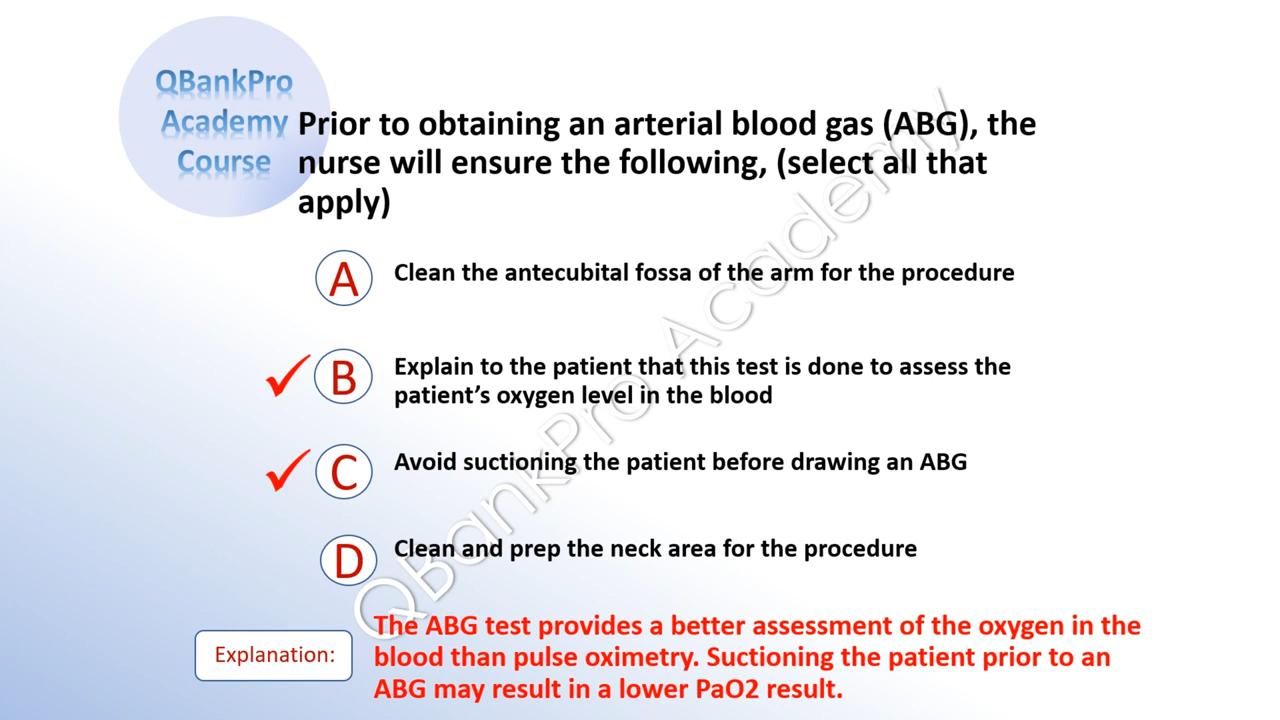 QBankPro
Academy
Course
Prior to obtaining an arterial blood gas (ABG), the
nurse will ensure the following, (select all that
apply)
A
Clean the antecubital fossa of the arm for the procedure
B
Explain to the patient that this test is done to assess the
patient’s oxygen level in the blood
C
Avoid suctioning the patient before drawing an ABG
D
Clean and prep the neck area for the procedure
QBankPro Academy
Explanation:
The ABG test provides a better assessment of the oxygen in the
blood than pulse oximetry. Suctioning the patient prior to an
ABG may result in a lower PaO2 result.